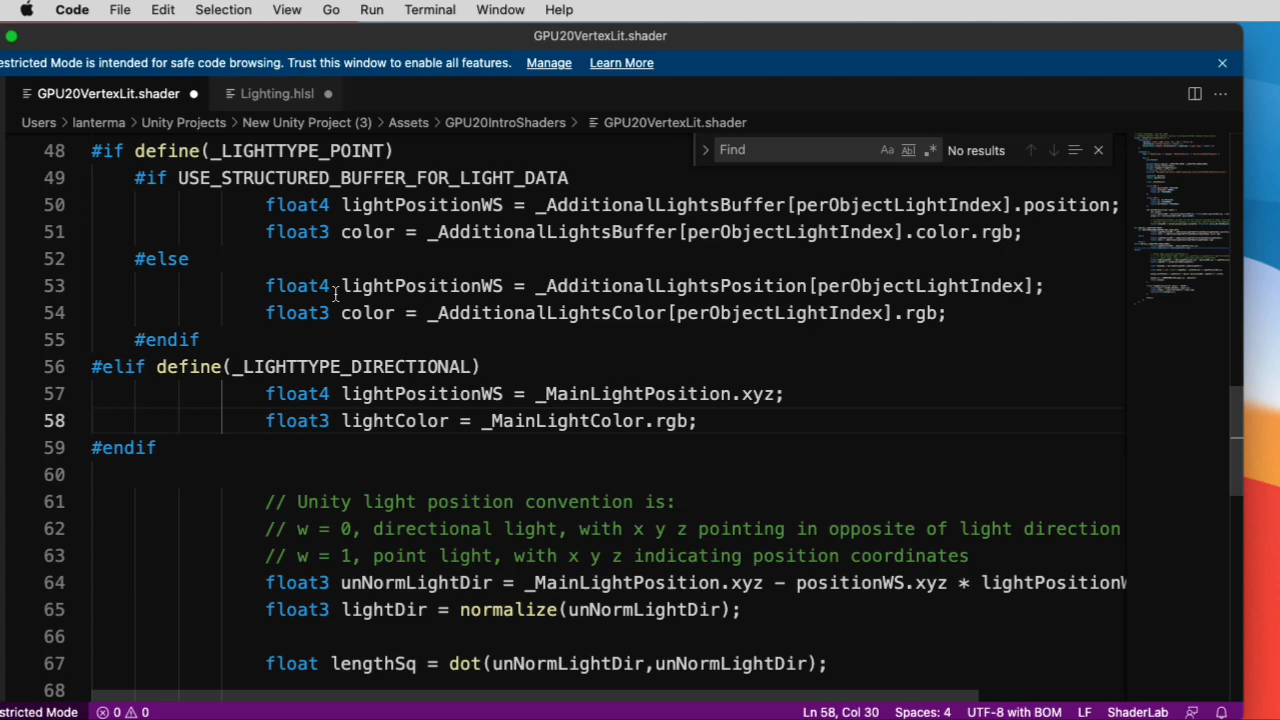 Code File Edit Selection View Go Run Terminal Window Help
GPU20VertexLit.shader
estricted Mode is intended for safe code browsing. Trust this window to enable all features. Manage Learn More
GPU20VertexLit.shader Lighting.hlsl
Users lanterma Unity Projects New Unity Project (3) Assets GPU20IntroShaders GPU20VertexLit.shader
Find Aa ab .* No results
48 #if define(_LIGHTTYPE_POINT)
49 #if USE_STRUCTURED_BUFFER_FOR_LIGHT_DATA
50 float4 lightPositionWS = _AdditionalLightsBuffer[perObjectLightIndex].position;
51 float3 color = _AdditionalLightsBuffer[perObjectLightIndex].color.rgb;
52 #else
53 float4 lightPositionWS = _AdditionalLightsPosition[perObjectLightIndex];
54 float3 color = _AdditionalLightsColor[perObjectLightIndex].rgb;
55 #endif
56 #elif define(_LIGHTTYPE_DIRECTIONAL)
57 float4 lightPositionWS = _MainLightPosition.xyz;
58 float3 lightColor = _MainLightColor.rgb;
59 #endif
60
61 // Unity light position convention is:
62 // w = 0, directional light, with x y z pointing in opposite of light direction
63 // w = 1, point light, with x y z indicating position coordinates
64 float3 unNormLightDir = _MainLightPosition.xyz - positionWS.xyz * lightPositionW
65 float3 lightDir = normalize(unNormLightDir);
66
67 float lengthSq = dot(unNormLightDir,unNormLightDir);
68
stricted Mode 0 0 Ln 58, Col 30 Spaces: 4 UTF-8 with BOM LF ShaderLab